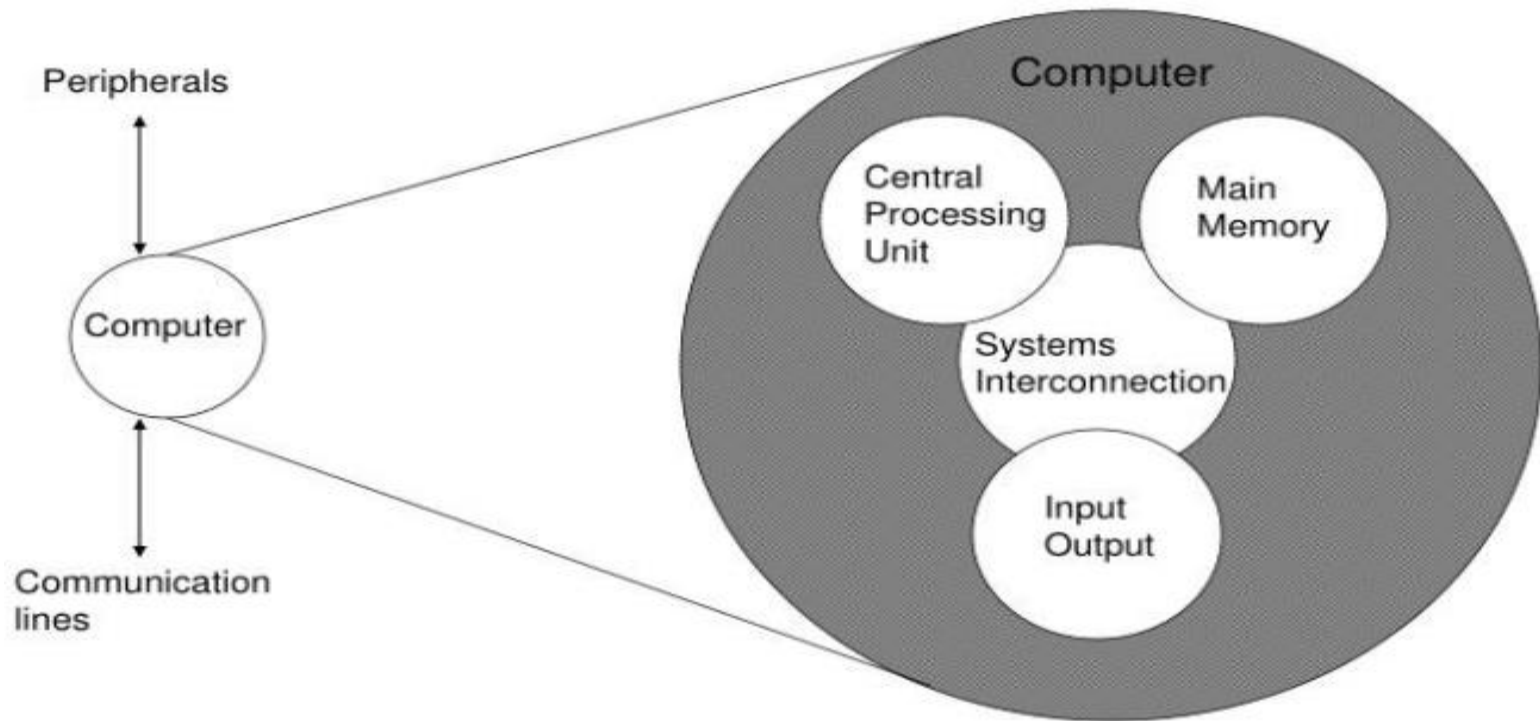 Peripherals
Computer
Communication
lines
Computer
Central
Processing
Unit
Main
Memory
Systems
Interconnection
Input
Output